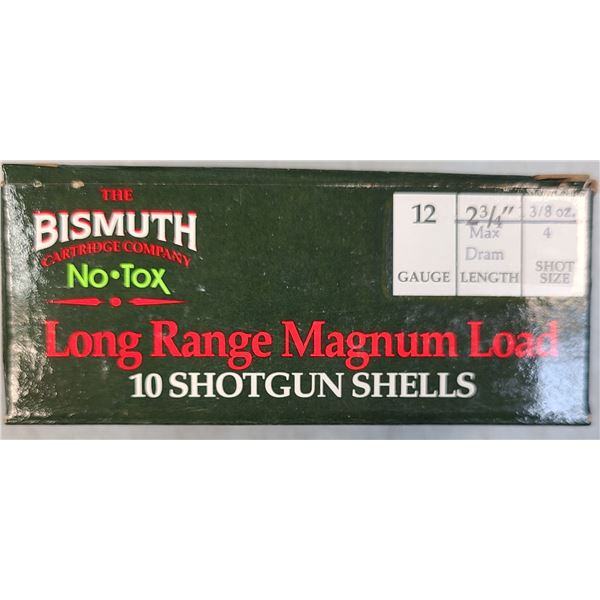 THE
BISMUTH
CARTRIDGE COMPANY
No•Tox
12 2 3/4" 1 3/8 oz.
Max 4
Dram
GAUGE LENGTH SHOT SIZE
Long Range Magnum Load
10 SHOTGUN SHELLS